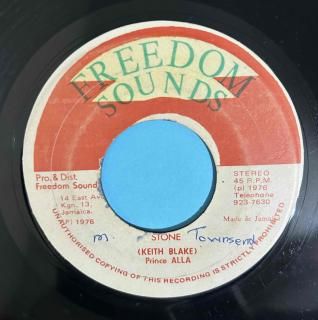 FREEDOM
SOUNDS
Pro, & Dist.
Freedom Sound
14 East Ave
Kgn. 13,
Jamaica.
(P) 1976
STEREO
45 R.P.M.
(p) 1976
Telephone
923-7630
Made in Jamaica
m. Townsend
STONE
(KEITH BLAKE)
Prince ALLA
UNAUTHORISED COPYING OF THIS RECORDING IS STRICTLY PROHIBITED